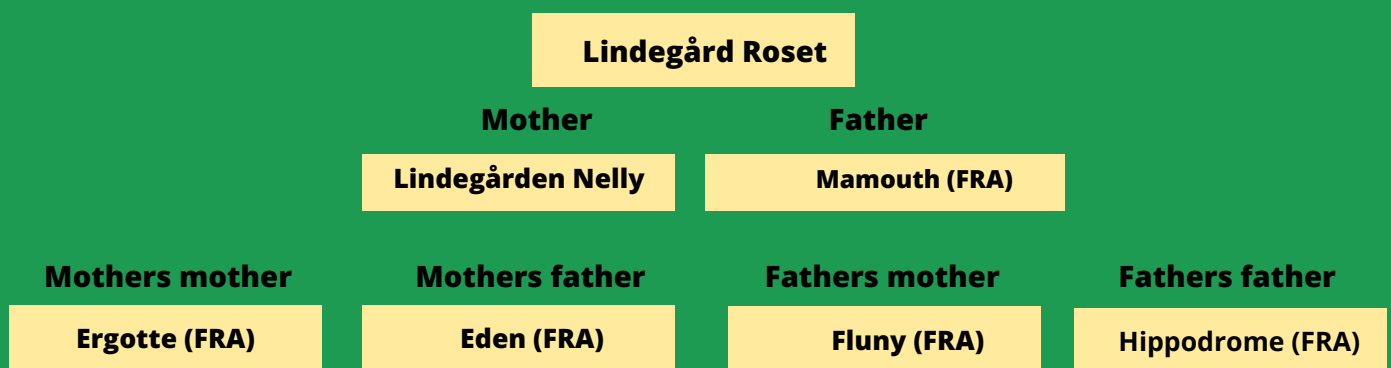 Lindegård Roset
Mother Father
Lindegården Nelly Mamouth (FRA)
Mothers mother Mothers father Fathers mother Fathers father
Ergotte (FRA) Eden (FRA) Fluny (FRA) Hippodrome (FRA)